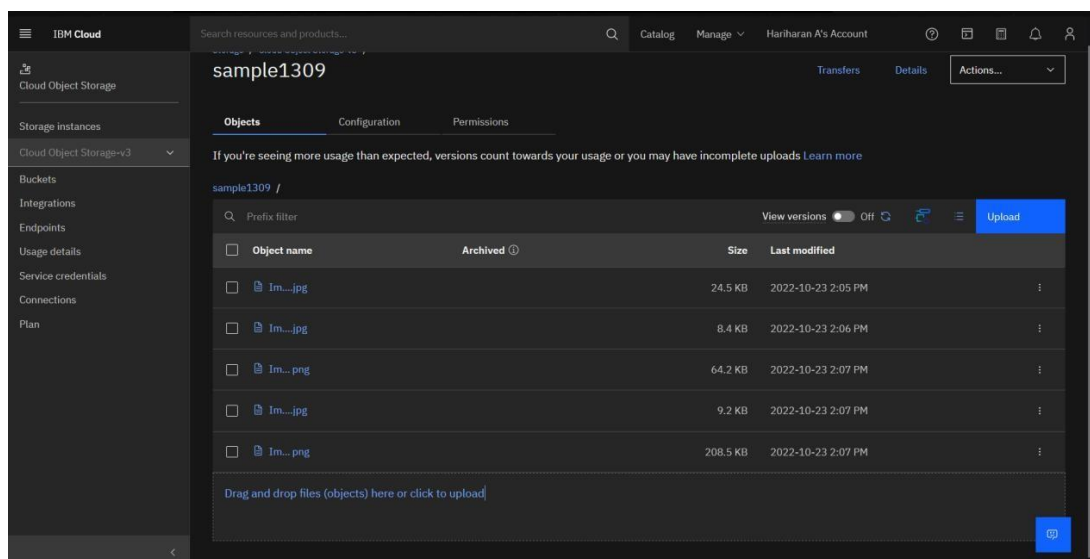 IBM Cloud
Search resources and products...
Catalog
Manage
Hariharan A's Account
Cloud Object Storage
sample1309
Transfers
Details
Actions...
Storage instances
Cloud Object Storage-v3
Buckets
Integrations
Endpoints
Usage details
Service credentials
Connections
Plan
Objects
Configuration
Permissions
If you're seeing more usage than expected, versions count towards your usage or you may have incomplete uploads Learn more
sample1309 /
Prefix filter
View versions Off
Upload
Object name Archived Size Last modified
Im....jpg 24.5 KB 2022-10-23 2:05 PM
Im....jpg 8.4 KB 2022-10-23 2:06 PM
Im... png 64.2 KB 2022-10-23 2:07 PM
Im....jpg 9.2 KB 2022-10-23 2:07 PM
Im... png 208.5 KB 2022-10-23 2:07 PM
Drag and drop files (objects) here or click to upload